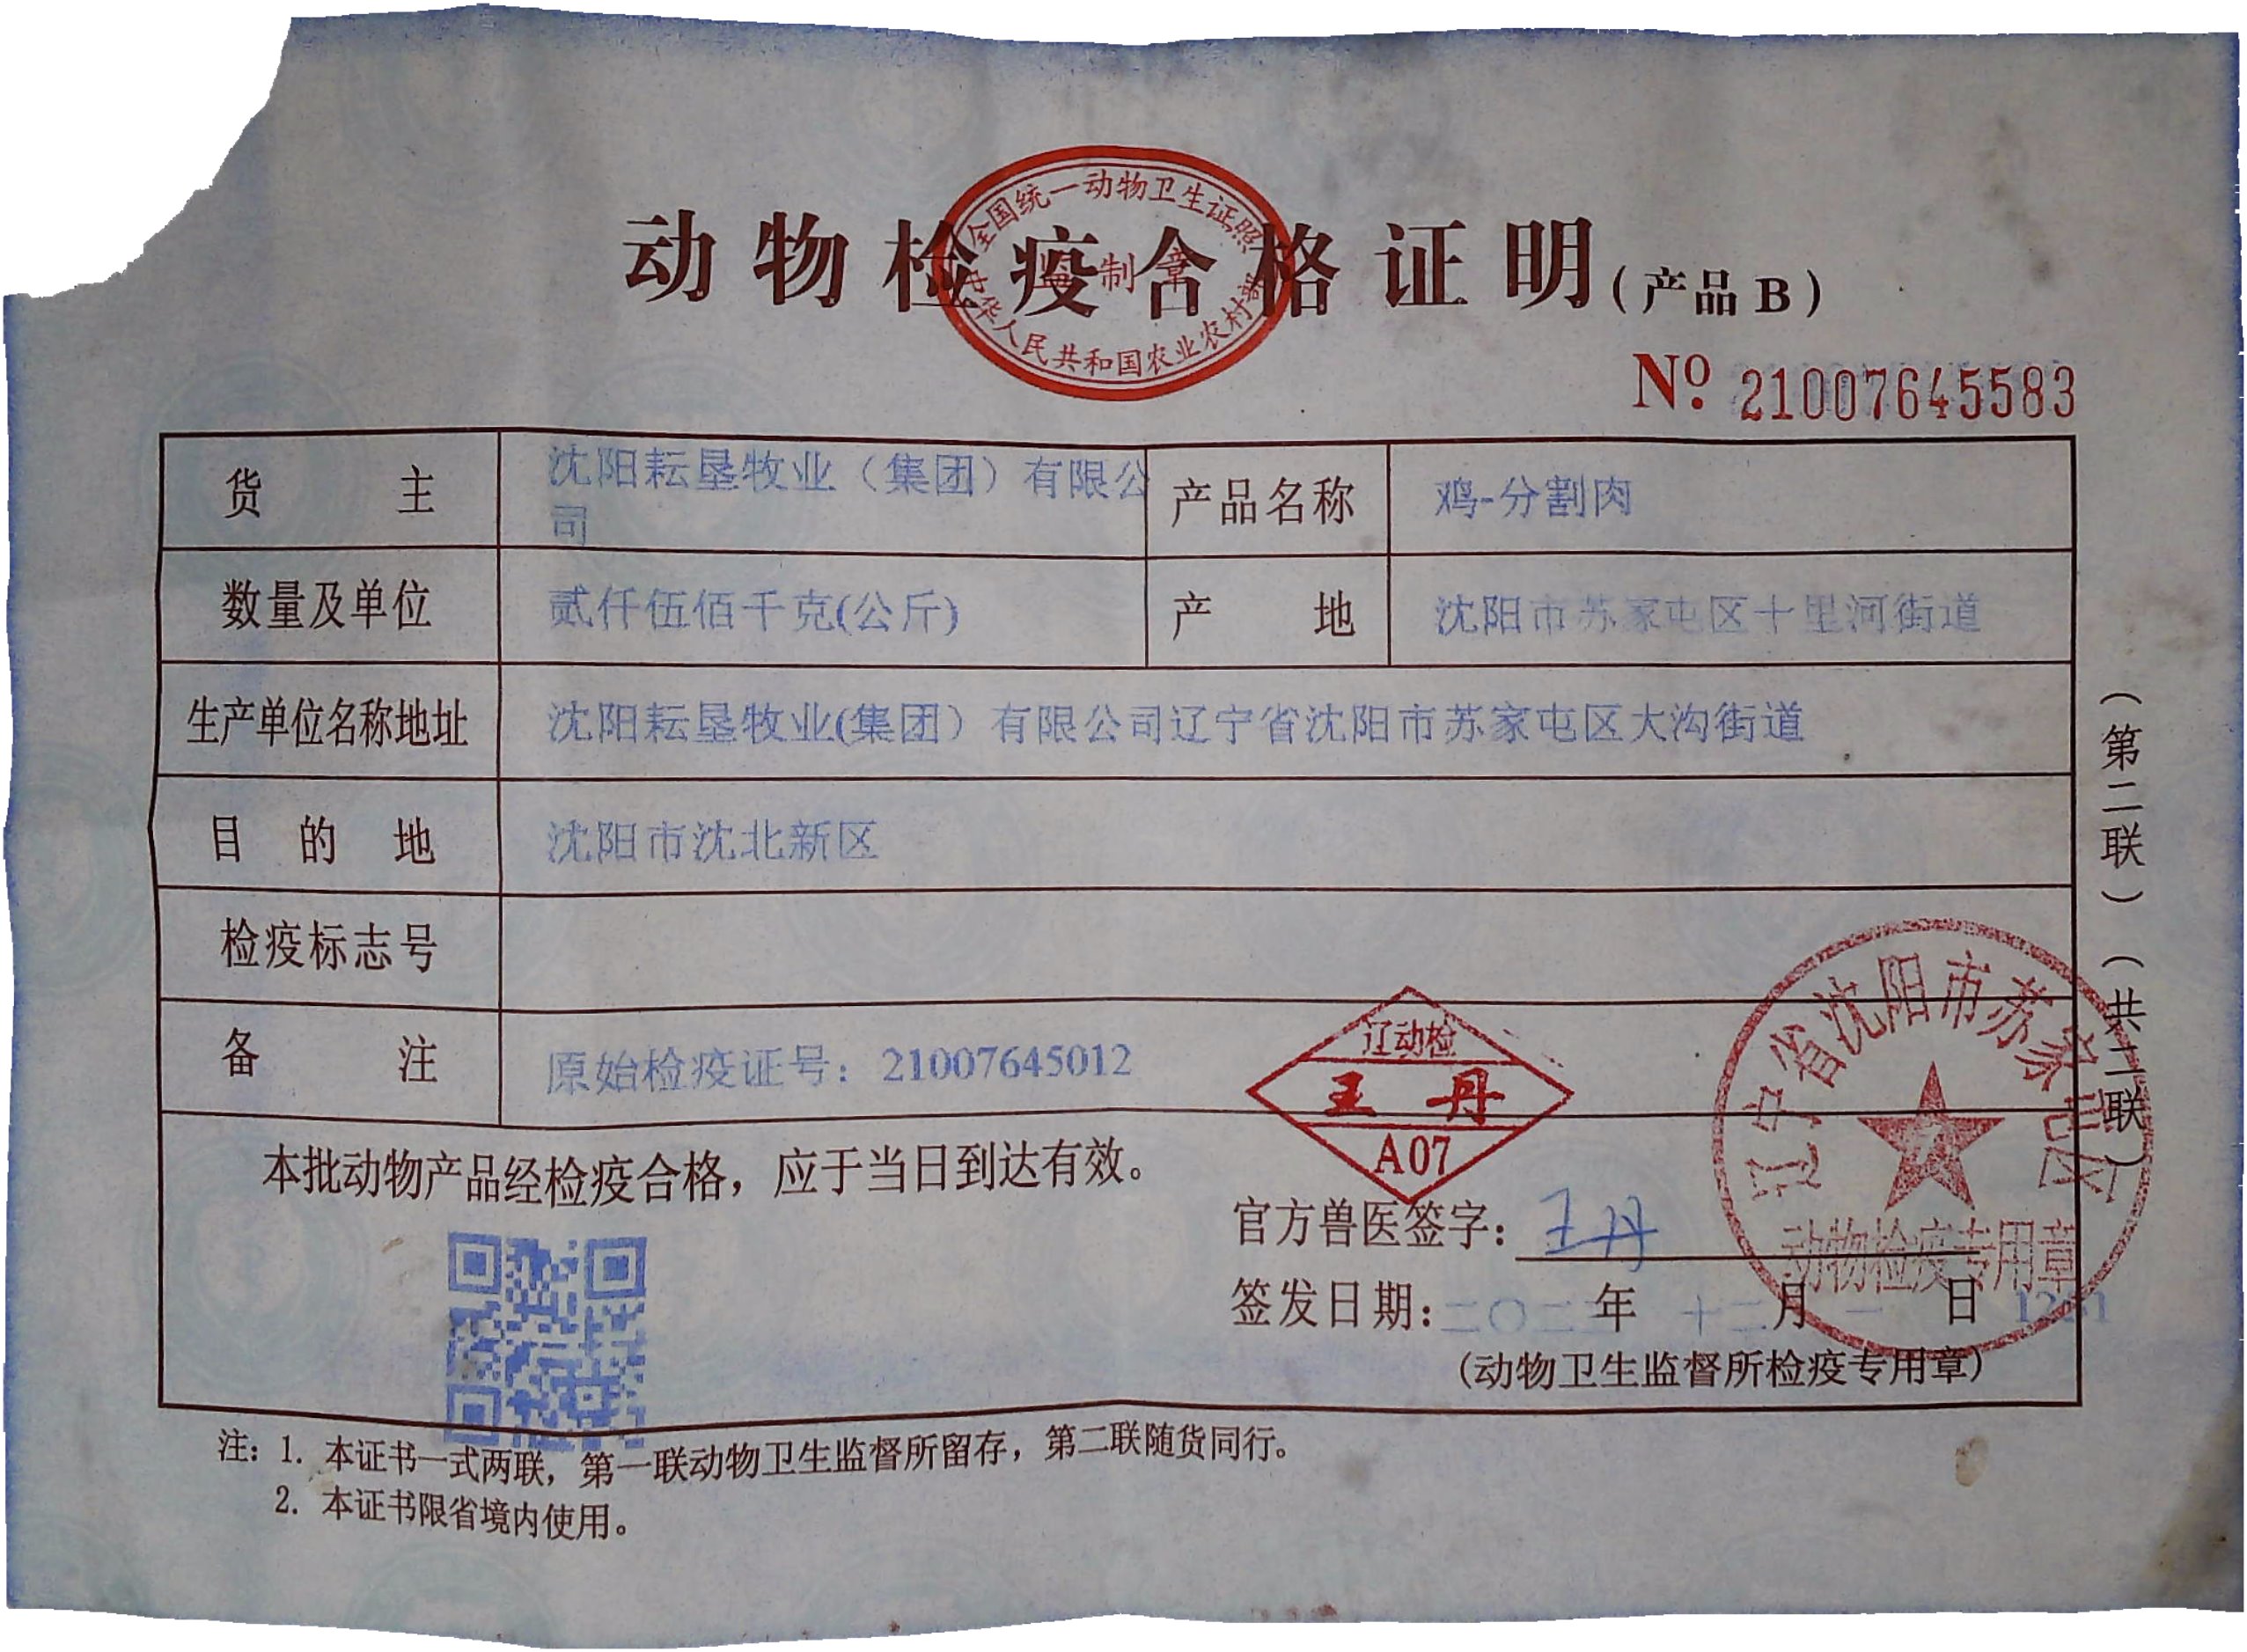 动物检疫合格证明(产品B)
全国统一动物卫生证照
监制章
中华人民共和国农业农村部
№ 21007645583
货主 沈阳耘垦牧业（集团）有限公司 产品名称 鸡-分割肉
数量及单位 贰仟伍佰千克(公斤) 产地 沈阳市苏家屯区十里河街道
生产单位名称地址 沈阳耘垦牧业(集团）有限公司辽宁省沈阳市苏家屯区大沟街道
目的地 沈阳市沈北新区
检疫标志号
备注 原始检疫证号：21007645012
本批动物产品经检疫合格，应于当日到达有效。
辽动检
王丹
A07
辽宁省沈阳市苏家屯区
动物检疫专用章
官方兽医签字：王丹
签发日期：二〇二二年十二月一日
(动物卫生监督所检疫专用章)
（第二联）（共二联）
注：1. 本证书一式两联，第一联动物卫生监督所留存，第二联随货同行。
2. 本证书限省境内使用。